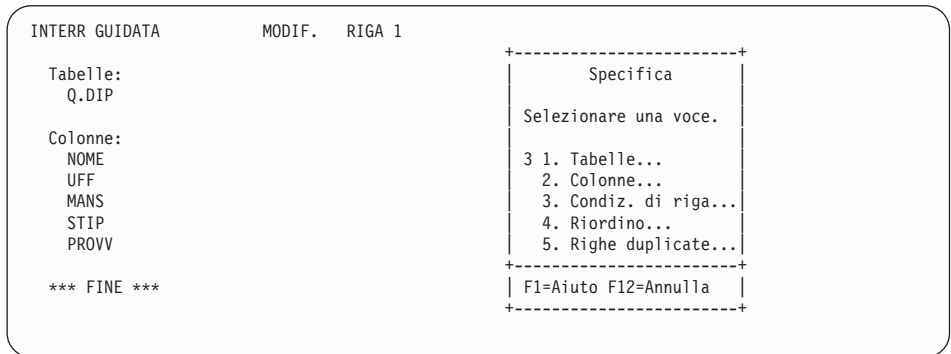 INTERR GUIDATA MODIF. RIGA 1
Tabelle:
Q.DIP
Colonne:
NOME
UFF
MANS
STIP
PROVV
*** FINE ***
+-------------------------+
Specifica
Selezionare una voce.
3 1. Tabelle...
2. Colonne...
3. Condiz. di riga...
4. Riordino...
5. Righe duplicate...
+-------------------------+
F1=Aiuto F12=Annulla
+-------------------------+